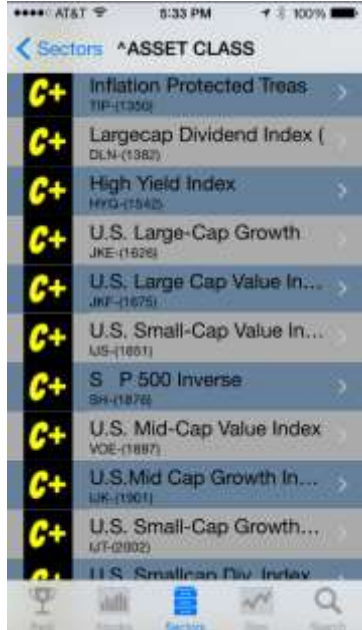 AT&T 5:33 PM 100%
Sectors ^ASSET CLASS
C+ Inflation Protected Treas
TIP-(1350)
C+ Largecap Dividend Index (
DLN-(1382)
C+ High Yield Index
HYG-(1542)
C+ U.S. Large-Cap Growth
JKE-(1626)
C+ U.S. Large Cap Value In...
JKF-(1675)
C+ U.S. Small-Cap Value In...
IJS-(1851)
C+ S P 500 Inverse
SH-(1876)
C+ U.S. Mid-Cap Value Index
VOE-(1897)
C+ U.S.Mid Cap Growth In...
IJK-(1901)
C+ U.S. Small-Cap Growth...
IJT-(2002)
C+ U.S. Smallcap Div. Index
Sectors Search